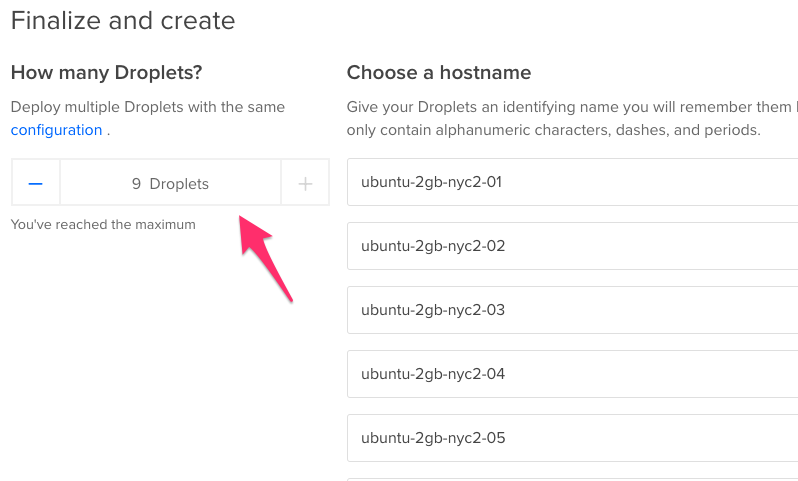 Finalize and create
How many Droplets?
Deploy multiple Droplets with the same
configuration .
− 9 Droplets +
You've reached the maximum
Choose a hostname
Give your Droplets an identifying name you will remember them
only contain alphanumeric characters, dashes, and periods.
ubuntu-2gb-nyc2-01
ubuntu-2gb-nyc2-02
ubuntu-2gb-nyc2-03
ubuntu-2gb-nyc2-04
ubuntu-2gb-nyc2-05